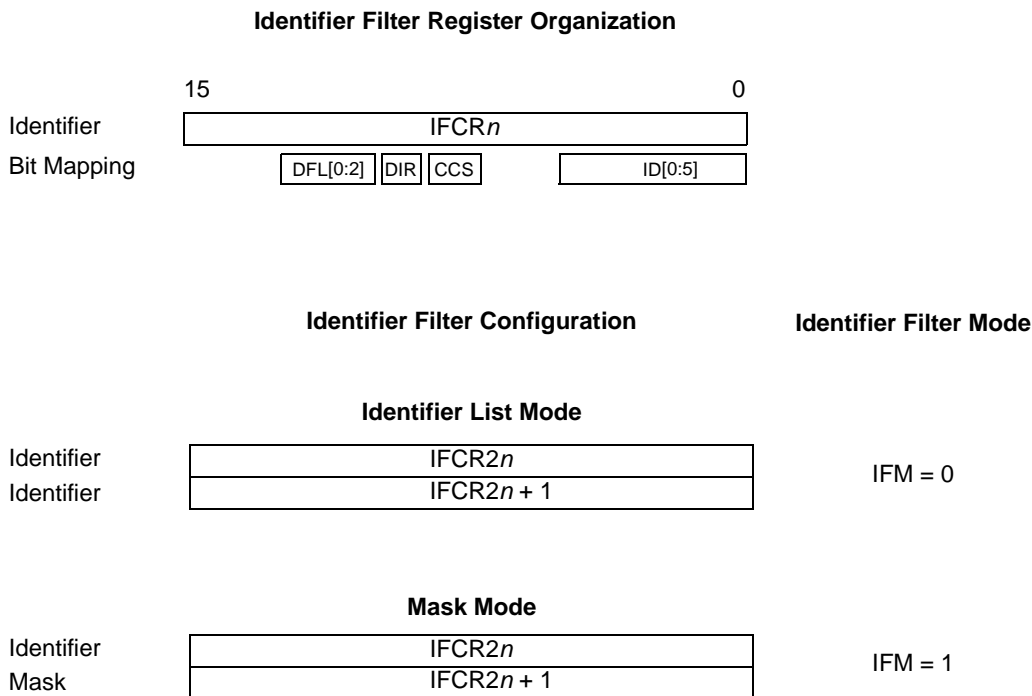 Identifier Filter Register Organization
15 0
Identifier IFCRn
Bit Mapping DFL[0:2] DIR CCS ID[0:5]
Identifier Filter Configuration Identifier Filter Mode
Identifier List Mode
Identifier IFCR2n
Identifier IFCR2n + 1
IFM = 0
Mask Mode
Identifier IFCR2n
Mask IFCR2n + 1
IFM = 1